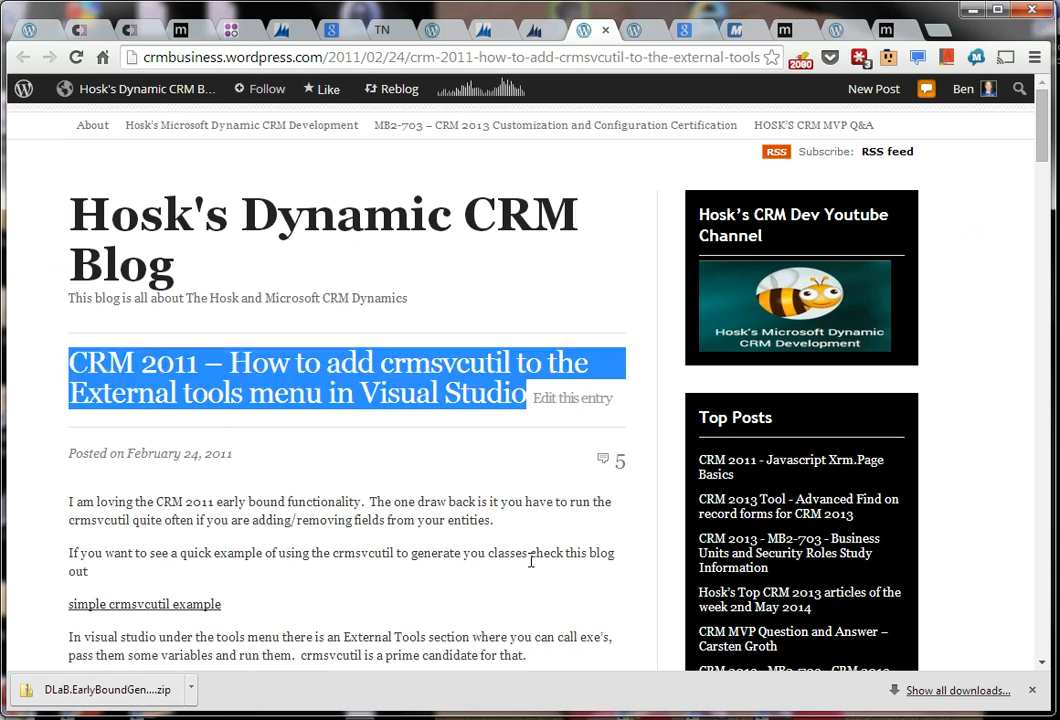 TN
crmbusiness.wordpress.com/2011/02/24/crm-2011-how-to-add-crmsvcutil-to-the-external-tools
2080
3
Hosk's Dynamic CRM B...
Follow
Like
Reblog
New Post
Ben
About
Hosk's Microsoft Dynamic CRM Development
MB2-703 – CRM 2013 Customization and Configuration Certification
HOSK'S CRM MVP Q&A
RSS
Subscribe: RSS feed
Hosk's Dynamic CRM
Blog
This blog is all about The Hosk and Microsoft CRM Dynamics
CRM 2011 – How to add crmsvcutil to the
External tools menu in Visual Studio
Edit this entry
Posted on February 24, 2011
5
I am loving the CRM 2011 early bound functionality.  The one draw back is it you have to run the
crmsvcutil quite often if you are adding/removing fields from your entities.
If you want to see a quick example of using the crmsvcutil to generate you classes check this blog
out
simple crmsvcutil example
In visual studio under the tools menu there is an External Tools section where you can call exe's,
pass them some variables and run them.  crmsvcutil is a prime candidate for that.
Hosk's CRM Dev Youtube
Channel
Hosk's Microsoft Dynamic
CRM Development
Top Posts
CRM 2011 - Javascript Xrm.Page
Basics
CRM 2013 Tool - Advanced Find on
record forms for CRM 2013
CRM 2013 - MB2-703 - Business
Units and Security Roles Study
Information
Hosk's Top CRM 2013 articles of the
week 2nd May 2014
CRM MVP Question and Answer –
Carsten Groth
CRM 2013 - MB2-703 - CRM 2013
DLaB.EarlyBoundGen....zip
Show all downloads...